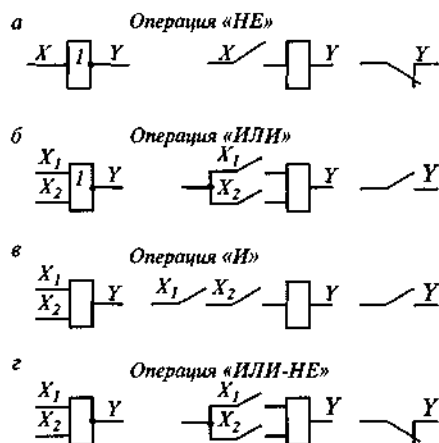 а Операция «НЕ»
X 1 Y X Y Y
б Операция «ИЛИ»
X₁ X₂ 1 Y X₁ X₂ Y Y
в Операция «И»
X₁ X₂ Y X₁ X₂ Y Y
г Операция «ИЛИ-НЕ»
X₁ X₂ 1 Y X₁ X₂ Y Y